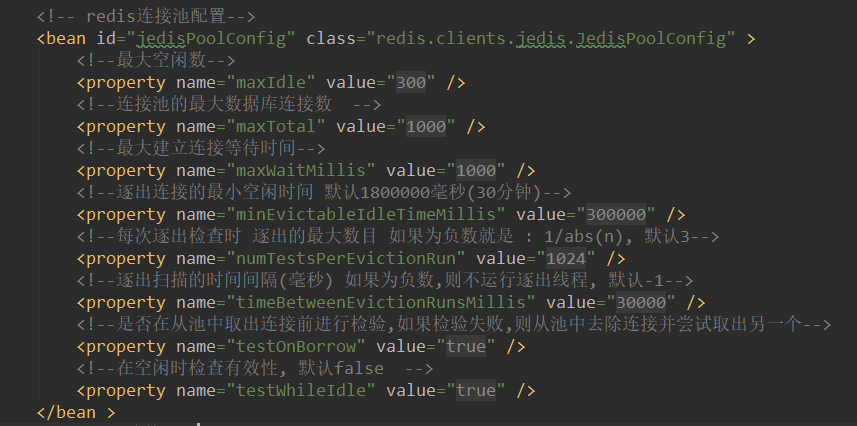 <!-- redis连接池配置-->
<bean id="jedisPoolConfig" class="redis.clients.jedis.JedisPoolConfig" >
<!--最大空闲数-->
<property name="maxIdle" value="300" />
<!--连接池的最大数据库连接数  -->
<property name="maxTotal" value="1000" />
<!--最大建立连接等待时间-->
<property name="maxWaitMillis" value="1000" />
<!--逐出连接的最小空闲时间 默认1800000毫秒(30分钟)-->
<property name="minEvictableIdleTimeMillis" value="300000" />
<!--每次逐出检查时 逐出的最大数目 如果为负数就是 : 1/abs(n), 默认3-->
<property name="numTestsPerEvictionRun" value="1024" />
<!--逐出扫描的时间间隔(毫秒) 如果为负数,则不运行逐出线程, 默认-1-->
<property name="timeBetweenEvictionRunsMillis" value="30000" />
<!--是否在从池中取出连接前进行检验,如果检验失败,则从池中去除连接并尝试取出另一个-->
<property name="testOnBorrow" value="true" />
<!--在空闲时检查有效性, 默认false  -->
<property name="testWhileIdle" value="true" />
</bean >